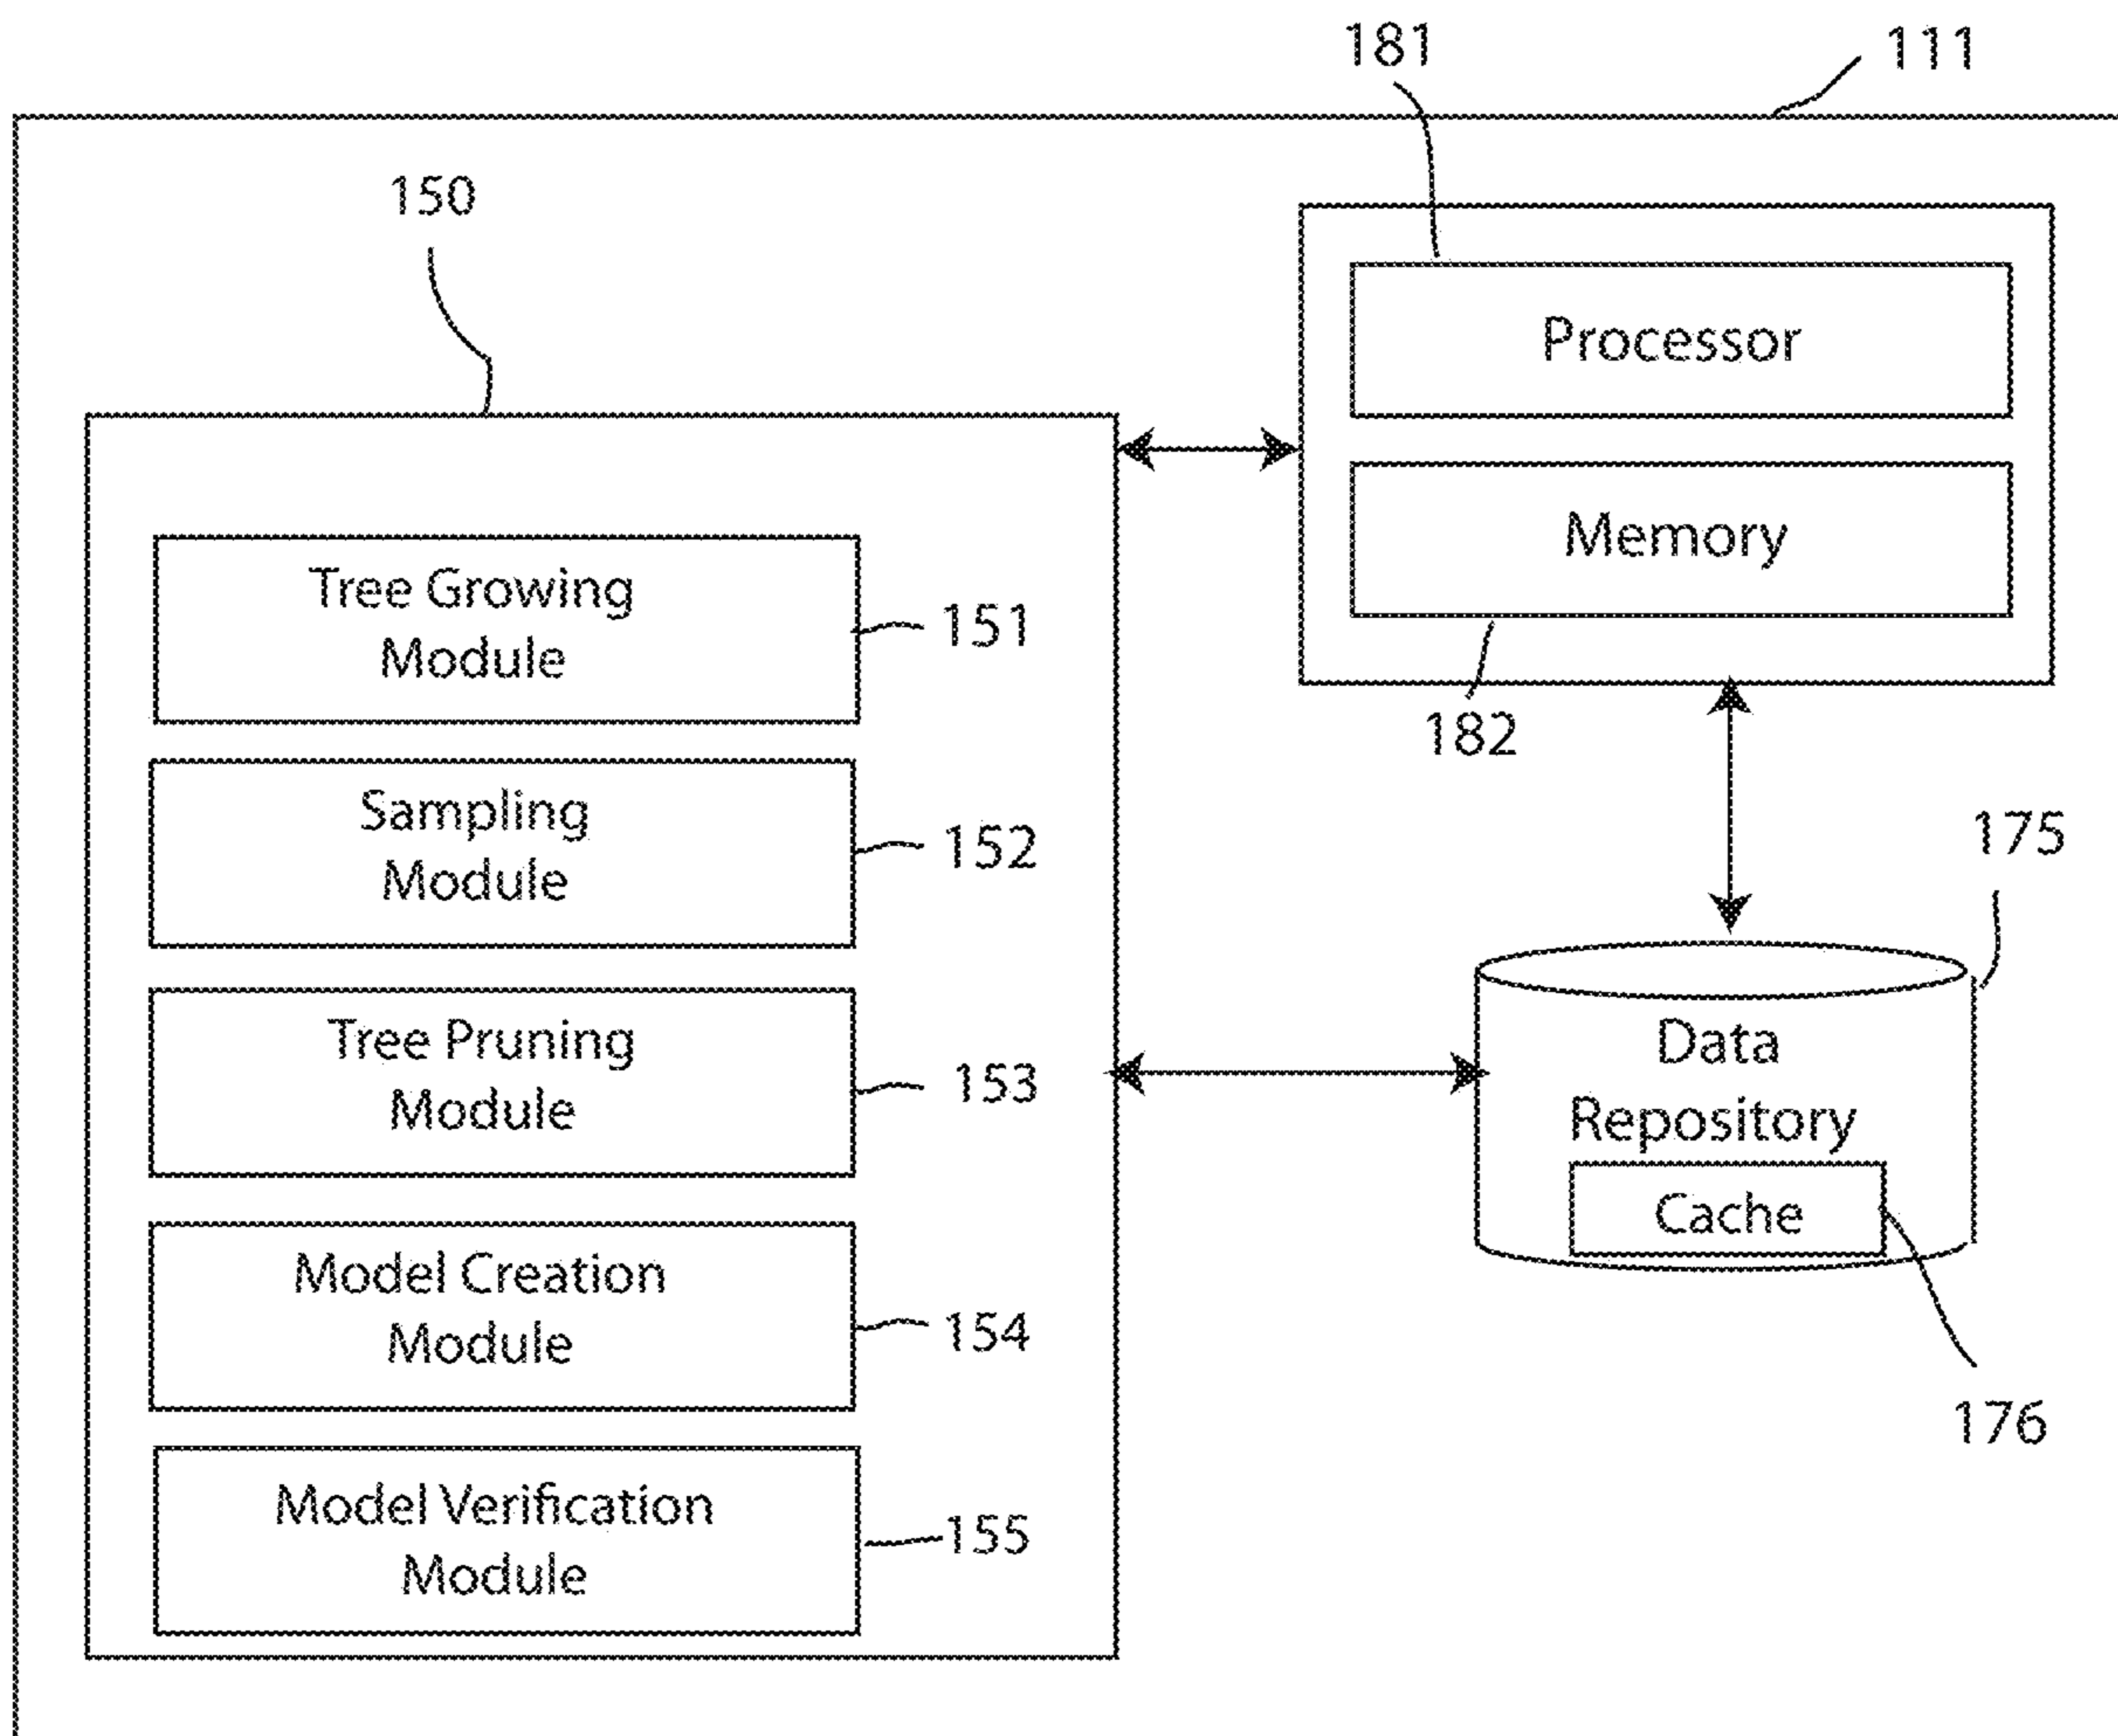 181
111
150
Processor
Memory
182
Tree Growing
Module
151
Sampling
Module
152
Tree Pruning
Module
153
Model Creation
Module
154
Model Verification
Module
155
175
Data
Repository
Cache
176